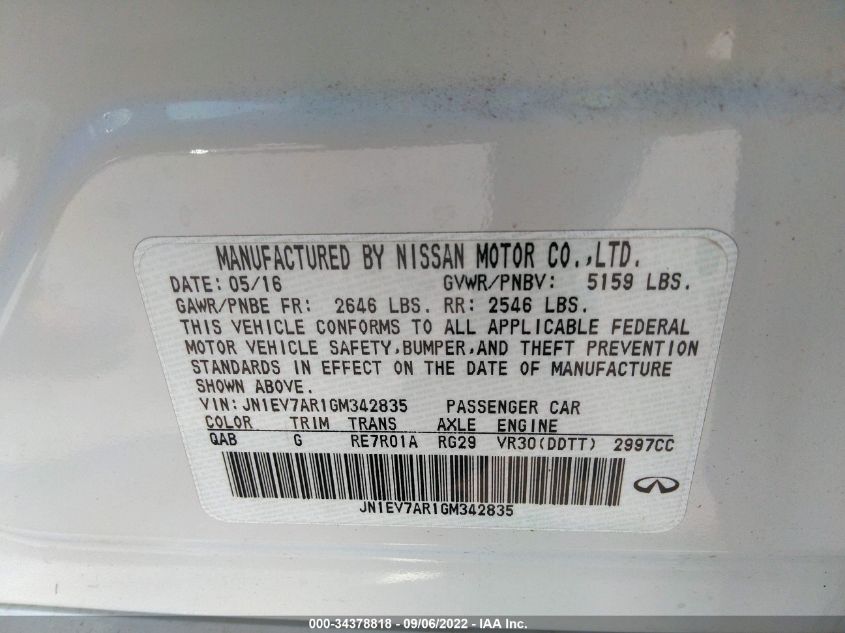 MANUFACTURED BY NISSAN MOTOR CO.,LTD.
DATE: 05/16 GVWR/PNBV: 5159 LBS.
GAWR/PNBE FR: 2646 LBS. RR: 2546 LBS.
THIS VEHICLE CONFORMS TO ALL APPLICABLE FEDERAL
MOTOR VEHICLE SAFETY,BUMPER,AND THEFT PREVENTION
STANDARDS IN EFFECT ON THE DATE OF MANUFACTURE
SHOWN ABOVE.
VIN: JN1EV7AR1GM342835 PASSENGER CAR
COLOR TRIM TRANS AXLE ENGINE
QAB G RE7R01A RG29 VR30(DDTT) 2997CC
JN1EV7AR1GM342835
000-34378818 - 09/06/2022 - IAA Inc.